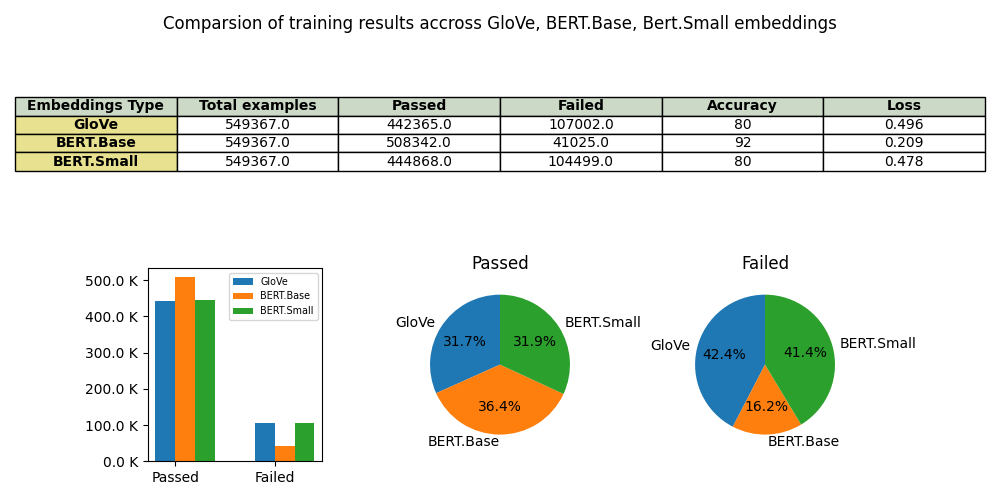 Comparsion of training results accross GloVe, BERT.Base, Bert.Small embeddings
Embeddings Type Total examples Passed Failed Accuracy Loss
GloVe 549367.0 442365.0 107002.0 80 0.496
BERT.Base 549367.0 508342.0 41025.0 92 0.209
BERT.Small 549367.0 444868.0 104499.0 80 0.478
500.0 K
400.0 K
300.0 K
200.0 K
100.0 K
0.0 K
Passed Failed
GloVe
BERT.Base
BERT.Small
Passed
GloVe
BERT.Small
31.7%
31.9%
36.4%
BERT.Base
Failed
GloVe
BERT.Small
42.4%
41.4%
16.2%
BERT.Base